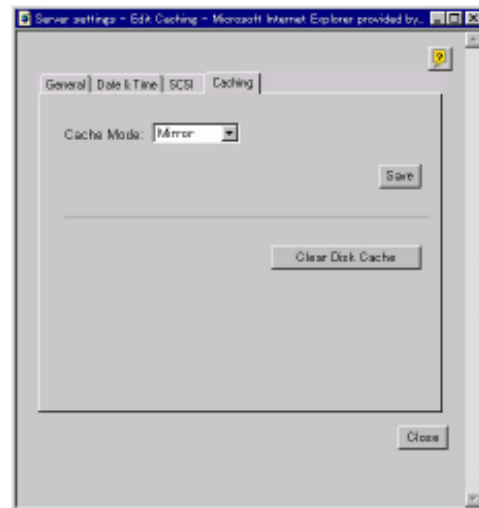 Server settings - Edit Caching - Microsoft Internet Explorer provided by..
?
General Date & Time SCSI Caching
Cache Mode: Mirror
Save
Clear Disk Cache
Close